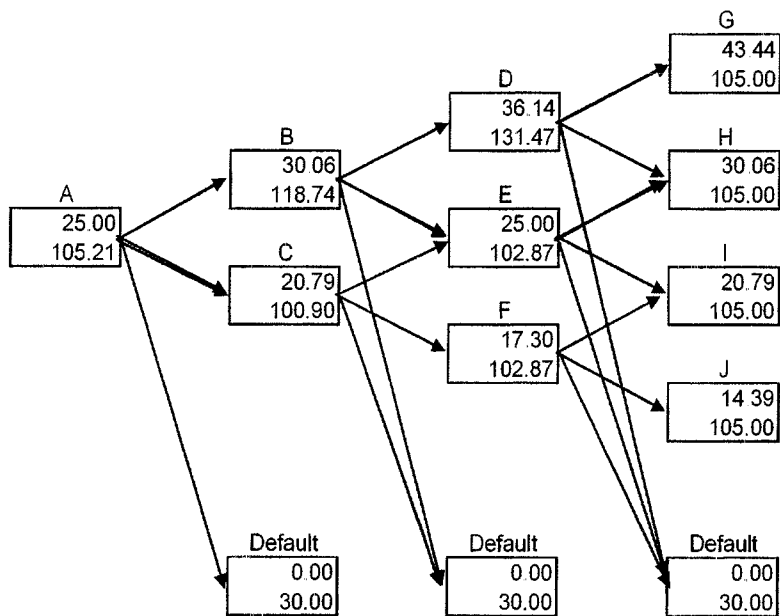 G
43.44
105.00
D
36.14
131.47
B
30.06
118.74
H
30.06
105.00
A
25.00
105.21
E
25.00
102.87
C
20.79
100.90
I
20.79
105.00
F
17.30
102.87
J
14.39
105.00
Default
0.00
30.00
Default
0.00
30.00
Default
0.00
30.00